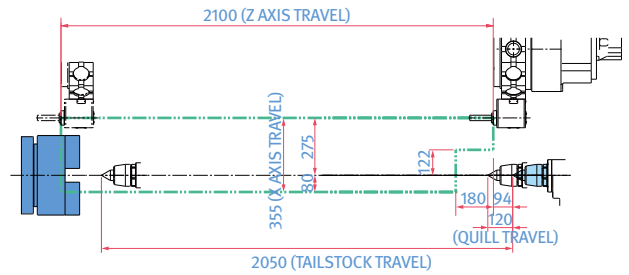 2100 (Z AXIS TRAVEL)
355 (X AXIS TRAVEL)
275
80
122
180
94
120
(QUILL TRAVEL)
2050 (TAILSTOCK TRAVEL)